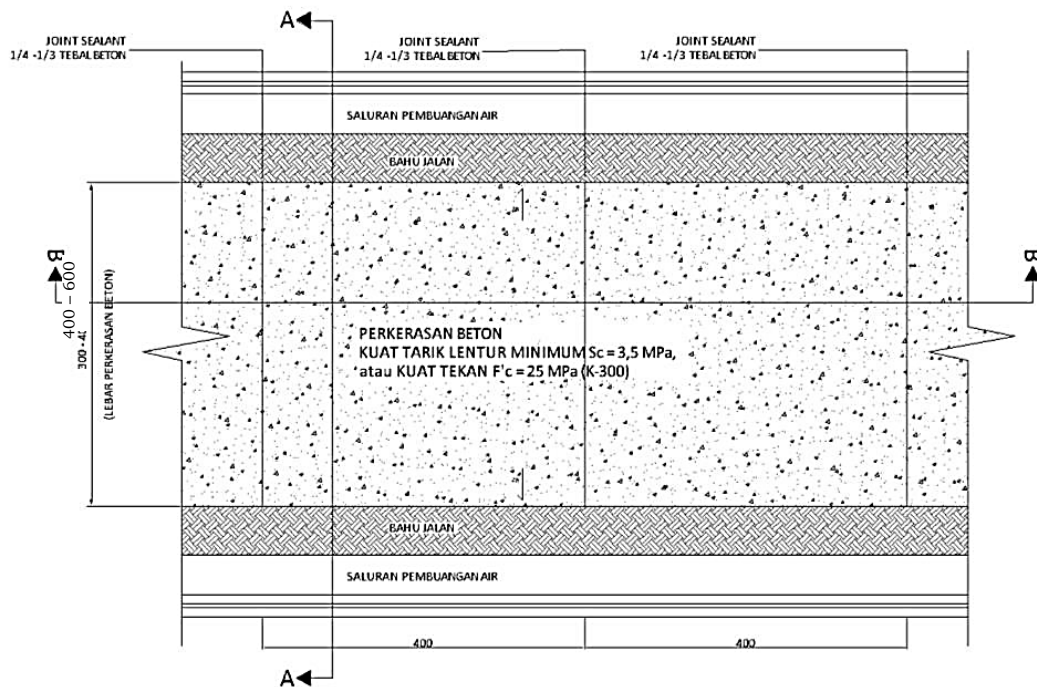 A
JOINT SEALANT
1/4 -1/3 TEBAL BETON
JOINT SEALANT
1/4 -1/3 TEBAL BETON
JOINT SEALANT
1/4 -1/3 TEBAL BETON
SALURAN PEMBUANGAN AIR
BAHU JALAN
B
B
400 – 600
300 -40
(LEBAR PERKERASAN BETON)
PERKERASAN BETON
KUAT TARIK LENTUR MINIMUM Sc = 3,5 MPa,
atau KUAT TEKAN F'c = 25 MPa (K-300)
BAHU JALAN
SALURAN PEMBUANGAN AIR
400
400
A